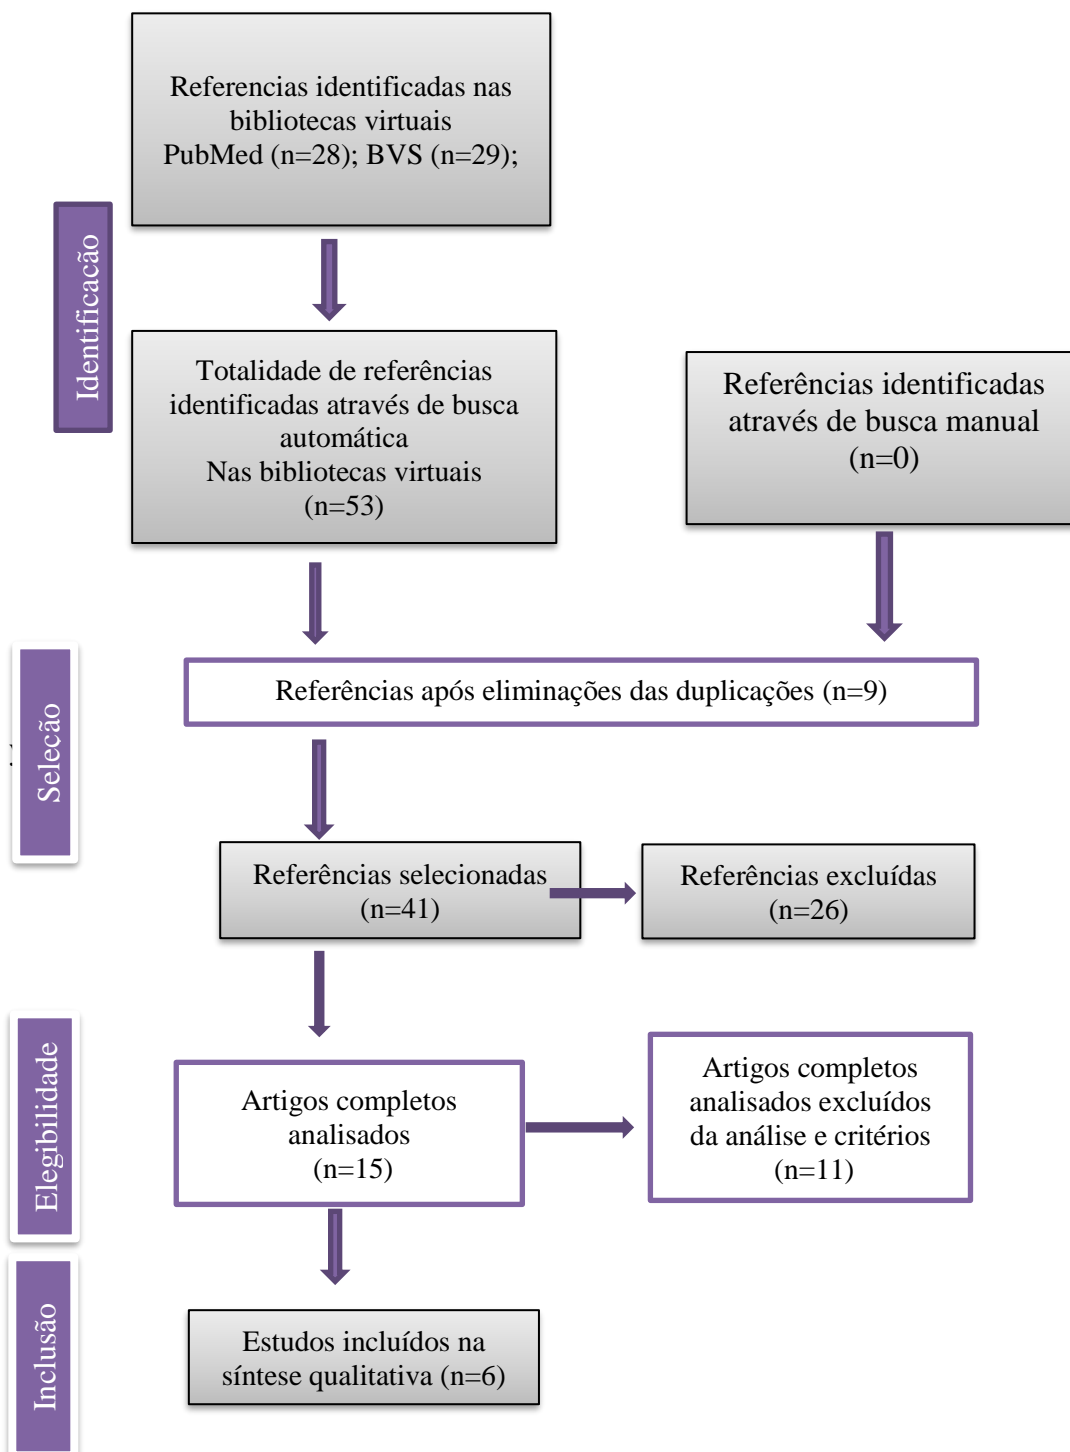 Referencias identificadas nas
bibliotecas virtuais
PubMed (n=28); BVS (n=29);
Identificação
Totalidade de referências
identificadas através de busca
automática
Nas bibliotecas virtuais
(n=53)
Referências identificadas
através de busca manual
(n=0)
Seleção
Referências após eliminações das duplicações (n=9)
Referências selecionadas
(n=41)
Referências excluídas
(n=26)
Elegibilidade
Artigos completos
analisados
(n=15)
Artigos completos
analisados excluídos
da análise e critérios
(n=11)
Inclusão
Estudos incluídos na
síntese qualitativa (n=6)